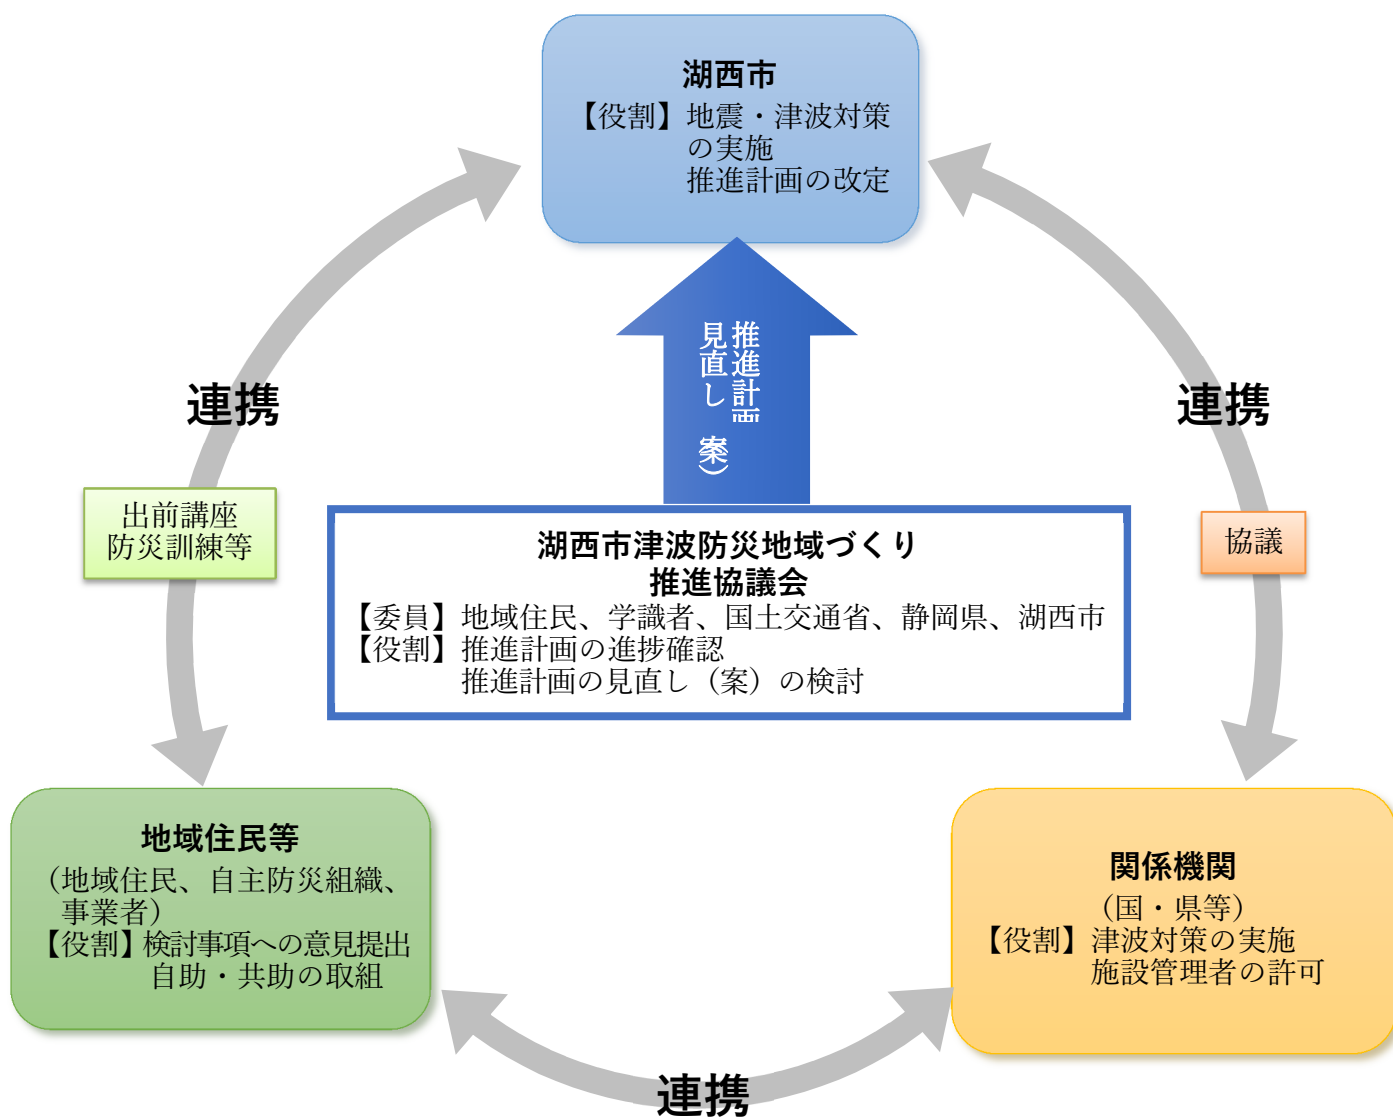 湖西市
【役割】地震・津波対策
の実施
推進計画の改定
推進計画
見直し（案）
連携
連携
出前講座
防災訓練等
協議
湖西市津波防災地域づくり
推進協議会
【委員】地域住民、学識者、国土交通省、静岡県、湖西市
【役割】推進計画の進捗確認
推進計画の見直し（案）の検討
地域住民等
（地域住民、自主防災組織、
事業者）
【役割】検討事項への意見提出
自助・共助の取組
関係機関
（国・県等）
【役割】津波対策の実施
施設管理者の許可
連携